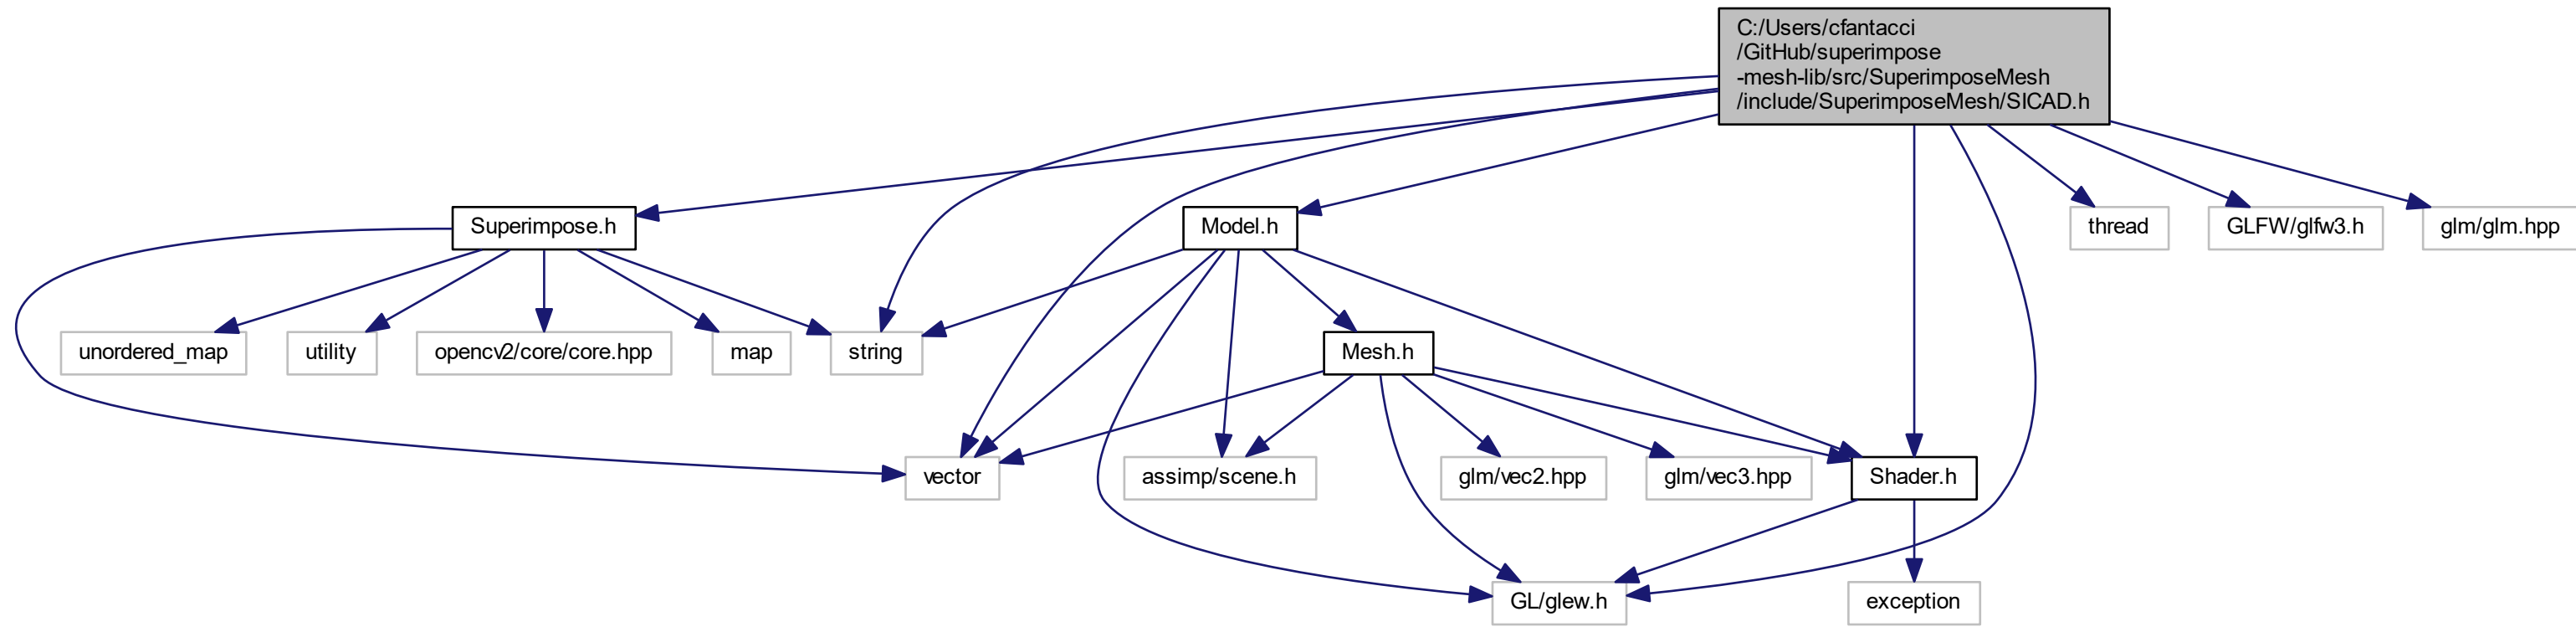 C:/Users/cfantacci
/GitHub/superimpose
-mesh-lib/src/SuperimposeMesh
/include/SuperimposeMesh/SICAD.h
Superimpose.h
Model.h
thread
GLFW/glfw3.h
glm/glm.hpp
unordered_map
utility
opencv2/core/core.hpp
map
string
Mesh.h
vector
assimp/scene.h
glm/vec2.hpp
glm/vec3.hpp
Shader.h
GL/glew.h
exception